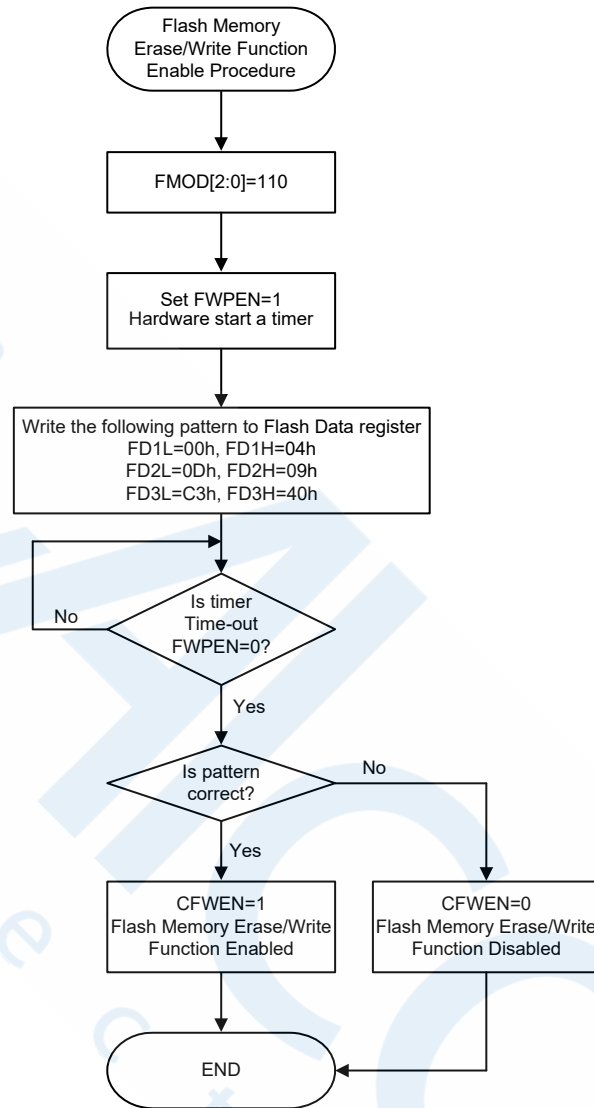 Flash Memory
Erase/Write Function
Enable Procedure
FMOD[2:0]=110
Set FWPEN=1
Hardware start a timer
Write the following pattern to Flash Data register
FD1L=00h, FD1H=04h
FD2L=0Dh, FD2H=09h
FD3L=C3h, FD3H=40h
Is timer
Time-out
FWPEN=0?
No
Yes
Is pattern
correct?
No
Yes
CFWEN=1
Flash Memory Erase/Write
Function Enabled
CFWEN=0
Flash Memory Erase/Write
Function Disabled
END